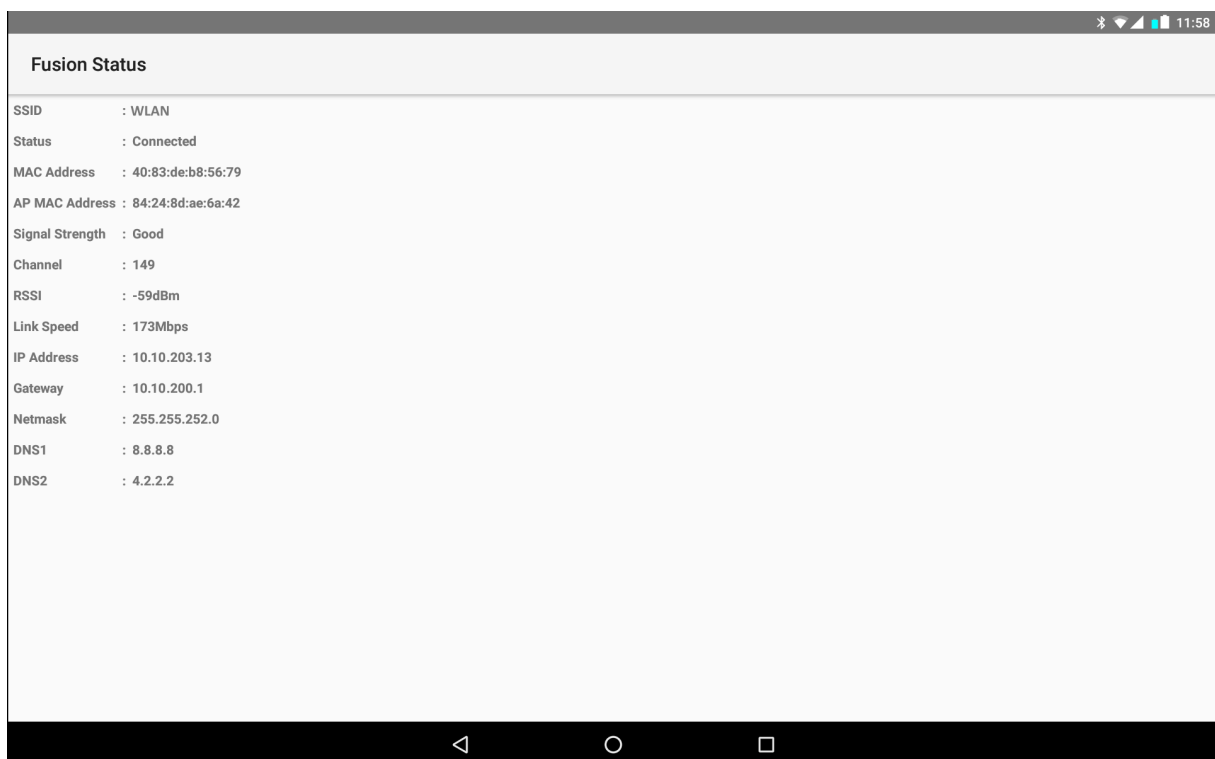 11:58
Fusion Status
SSID : WLAN
Status : Connected
MAC Address : 40:83:de:b8:56:79
AP MAC Address : 84:24:8d:ae:6a:42
Signal Strength : Good
Channel : 149
RSSI : -59dBm
Link Speed : 173Mbps
IP Address : 10.10.203.13
Gateway : 10.10.200.1
Netmask : 255.255.252.0
DNS1 : 8.8.8.8
DNS2 : 4.2.2.2